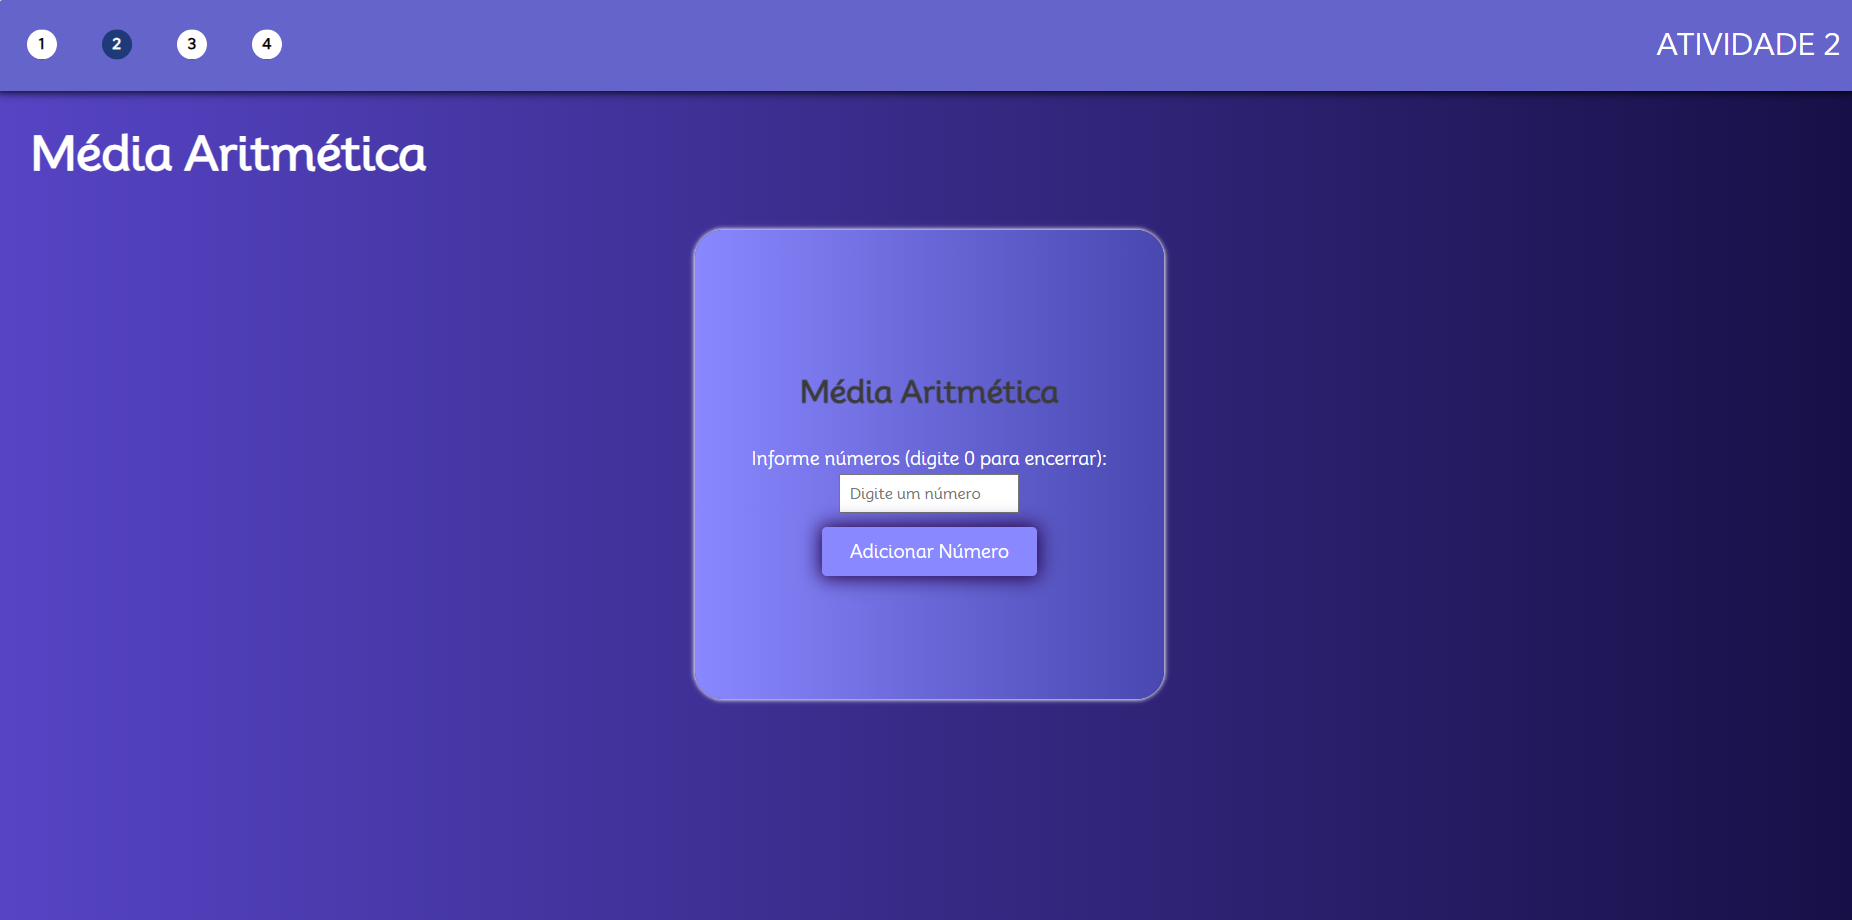 1 2 3 4 ATIVIDADE 2
Média Aritmética
Média Aritmética
Informe números (digite 0 para encerrar):
Digite um número
Adicionar Número